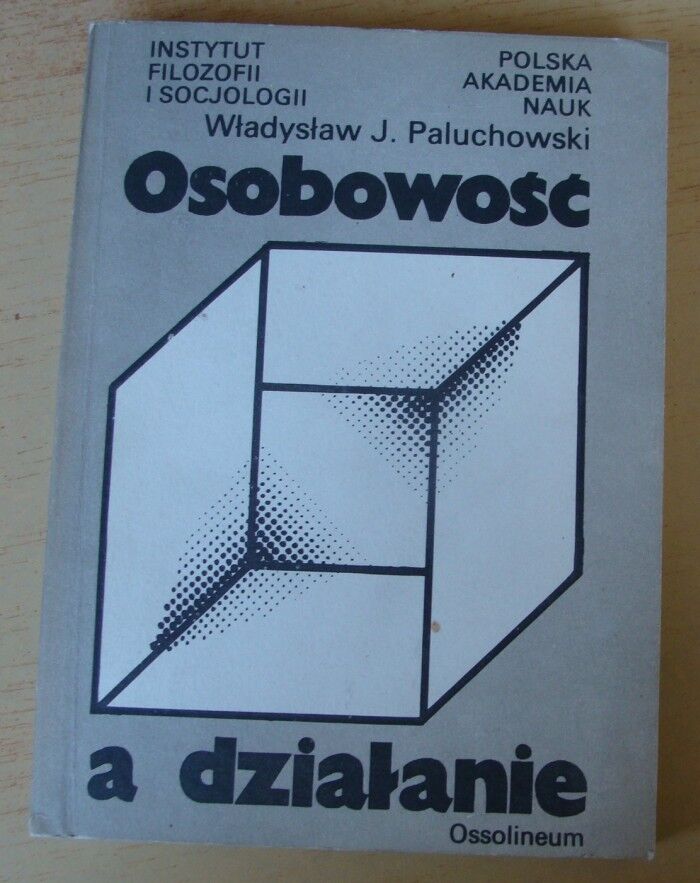 INSTYTUT
FILOZOFII
I SOCJOLOGII
POLSKA
AKADEMIA
NAUK
Władysław J. Paluchowski
Osobowość
a działanie
Ossolineum